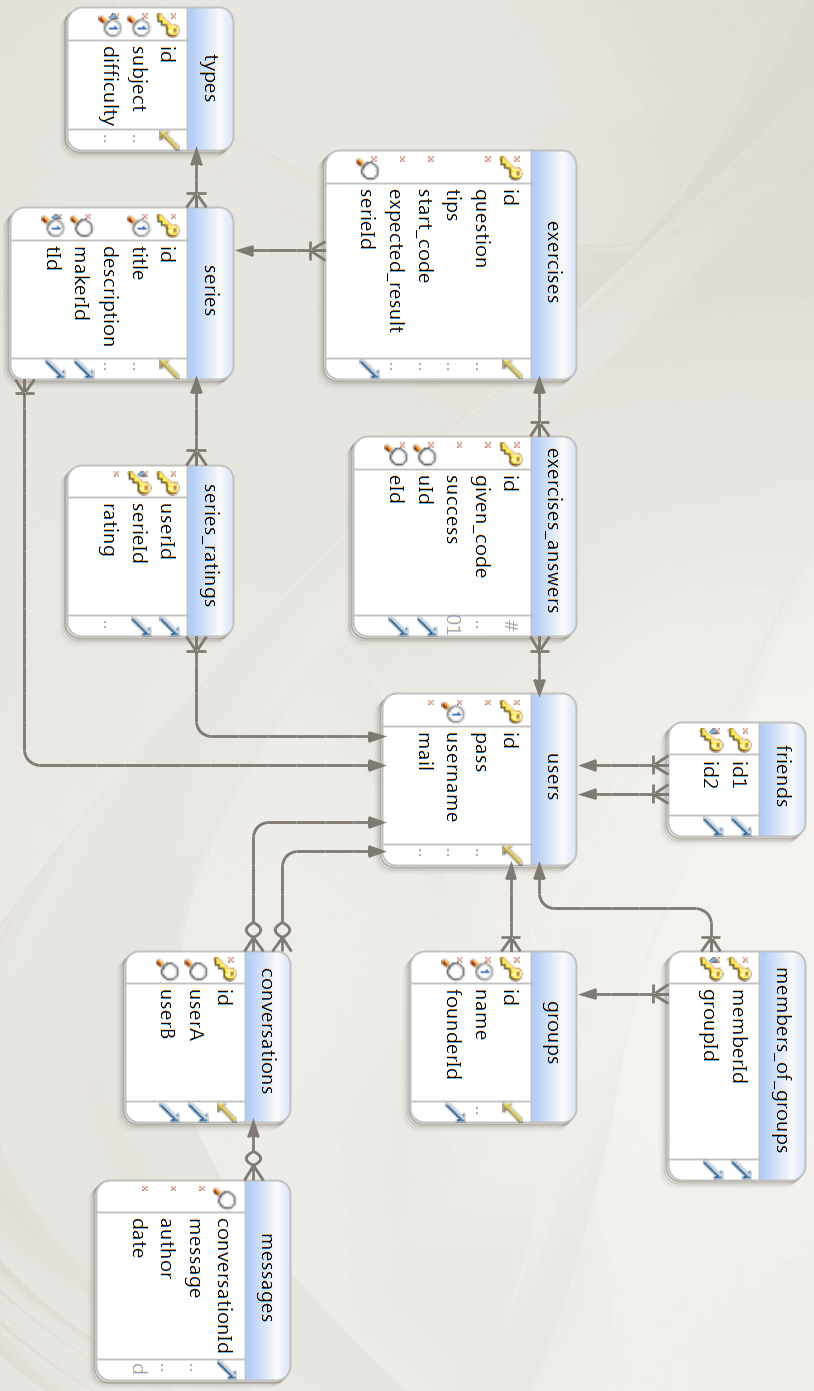 types
id
subject
difficulty
series
id
title
description
makerId
tId
exercises
id
question
tips
start_code
expected_result
serieId
series_ratings
userId
serieId
rating
exercises_answers
id
given_code
success
uId
eId
#
01
users
id
pass
username
mail
friends
id1
id2
conversations
id
userA
userB
groups
id
name
founderId
members_of_groups
memberId
groupId
messages
conversationId
message
author
date
d